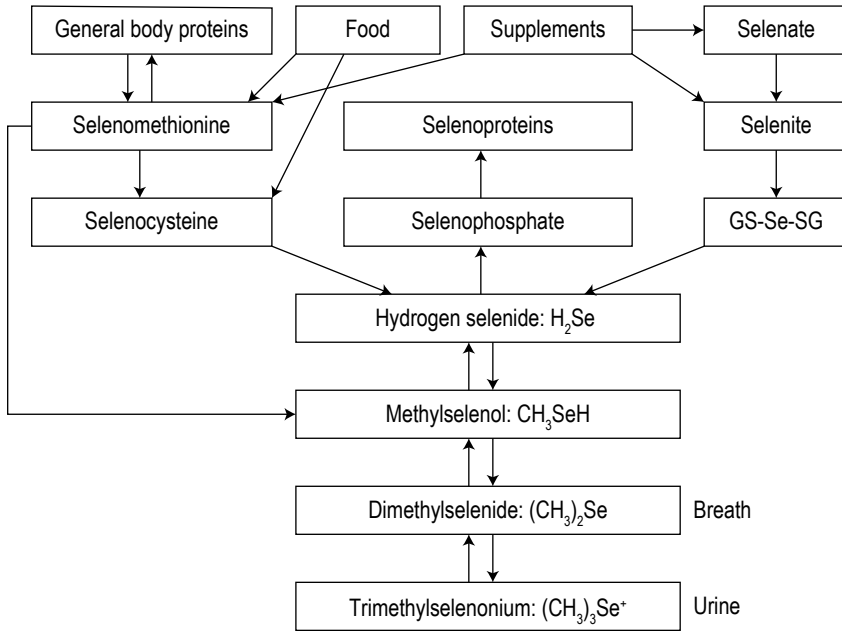 General body proteins
Food
Supplements
Selenate
Selenomethionine
Selenoproteins
Selenite
Selenocysteine
Selenophosphate
GS-Se-SG
Hydrogen selenide: H₂Se
Methylselenol: CH₃SeH
Dimethylselenide: (CH₃)₂Se
Breath
Trimethylselenonium: (CH₃)₃Se⁺
Urine